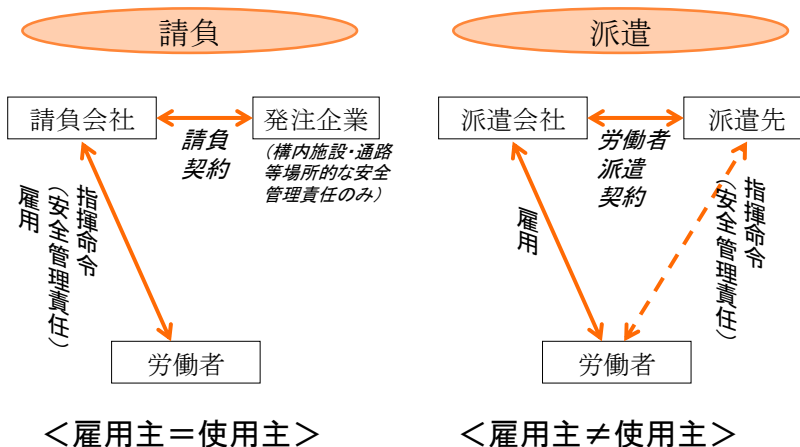 請負
請負会社
発注企業
請負
契約
（構内施設・通路
等場所的な安全
管理責任のみ）
指揮命令
（安全管理責任）
雇用
労働者
＜雇用主＝使用主＞
派遣
派遣会社
派遣先
労働者
派遣
契約
雇用
指揮命令
（安全管理責任）
労働者
＜雇用主≠使用主＞